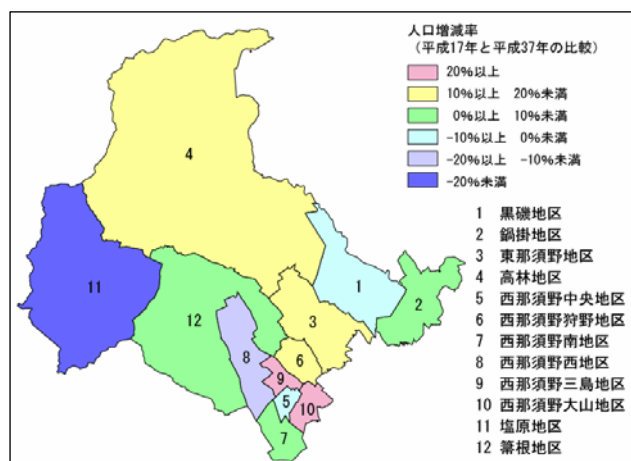 人口増減率
(平成17年と平成37年の比較)
20%以上
10%以上 20%未満
0%以上 10%未満
-10%以上 0%未満
-20%以上 -10%未満
-20%未満
4
11
12
1
2
3
8
6
9
5
10
7
1 黒磯地区
2 鍋掛地区
3 東那須野地区
4 高林地区
5 西那須野中央地区
6 西那須野狩野地区
7 西那須野南地区
8 西那須野西地区
9 西那須野三島地区
10 西那須野大山地区
11 塩原地区
12 箒根地区